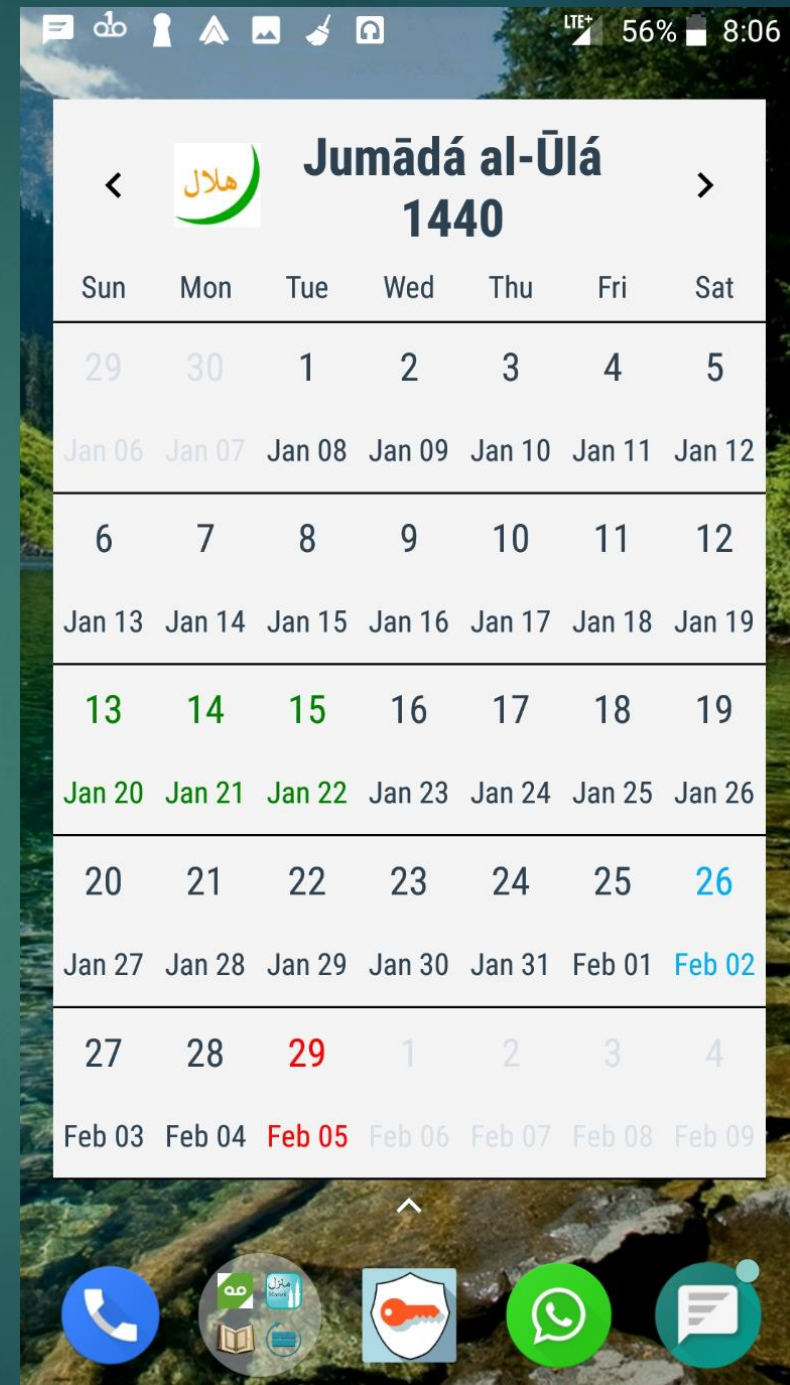 LTE+ 56% 8:06
هلال
Jumādá al-Ūlá
1440
Sun Mon Tue Wed Thu Fri Sat
29 30 1 2 3 4 5
Jan 06 Jan 07 Jan 08 Jan 09 Jan 10 Jan 11 Jan 12
6 7 8 9 10 11 12
Jan 13 Jan 14 Jan 15 Jan 16 Jan 17 Jan 18 Jan 19
13 14 15 16 17 18 19
Jan 20 Jan 21 Jan 22 Jan 23 Jan 24 Jan 25 Jan 26
20 21 22 23 24 25 26
Jan 27 Jan 28 Jan 29 Jan 30 Jan 31 Feb 01 Feb 02
27 28 29 1 2 3 4
Feb 03 Feb 04 Feb 05 Feb 06 Feb 07 Feb 08 Feb 09
منازل